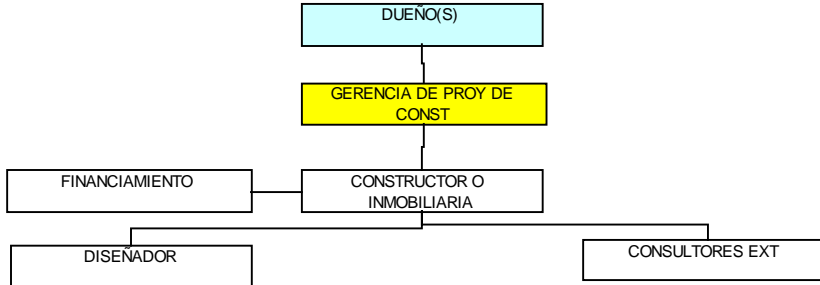 DUEÑO(S)
GERENCIA DE PROY DE
CONST
FINANCIAMIENTO
CONSTRUCTOR O
INMOBILIARIA
DISEÑADOR
CONSULTORES EXT